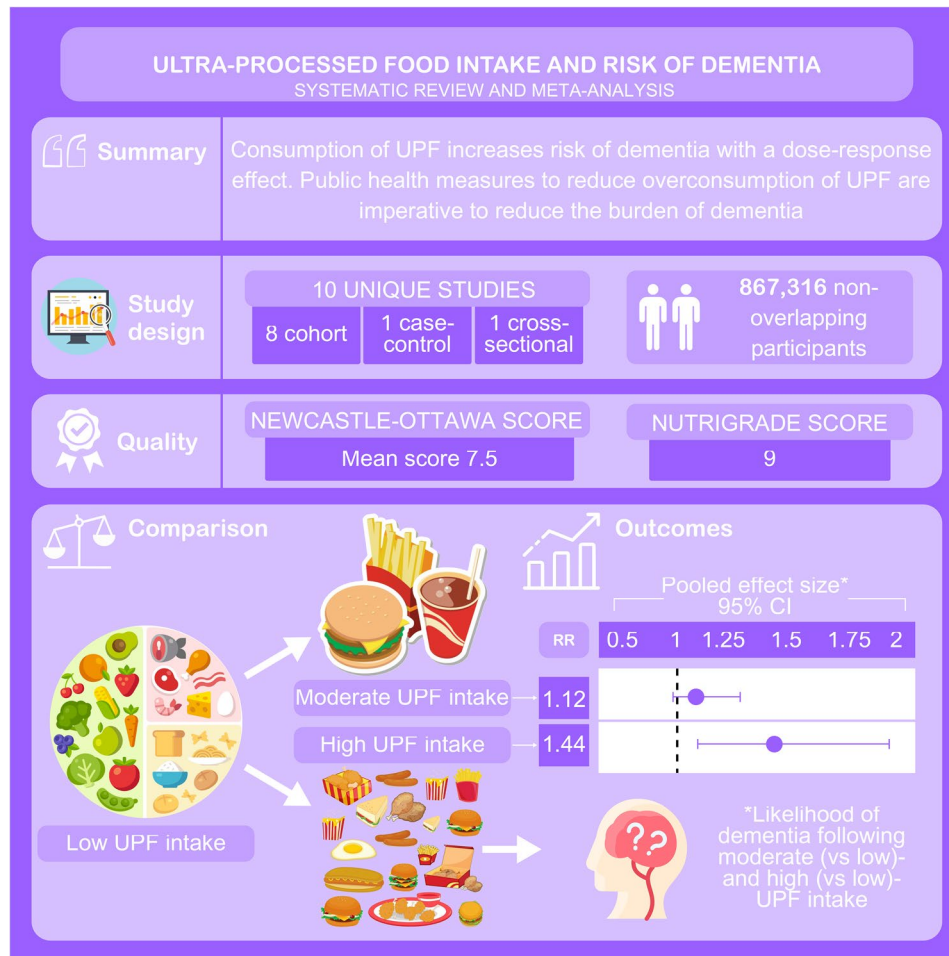 ULTRA-PROCESSED FOOD INTAKE AND RISK OF DEMENTIA
SYSTEMATIC REVIEW AND META-ANALYSIS
Summary
Consumption of UPF increases risk of dementia with a dose-response
effect. Public health measures to reduce overconsumption of UPF are
imperative to reduce the burden of dementia
Study
design
10 UNIQUE STUDIES
8 cohort
1 case-
control
1 cross-
sectional
867,316 non-
overlapping
participants
Quality
NEWCASTLE-OTTAWA SCORE
Mean score 7.5
NUTRIGRADE SCORE
9
Comparison
Low UPF intake
Moderate UPF intake
High UPF intake
Outcomes
Pooled effect size*
95% CI
RR
0.5 1 1.25 1.5 1.75 2
1.12
1.44
??
*Likelihood of
dementia following
moderate (vs low)-
and high (vs low)-
UPF intake